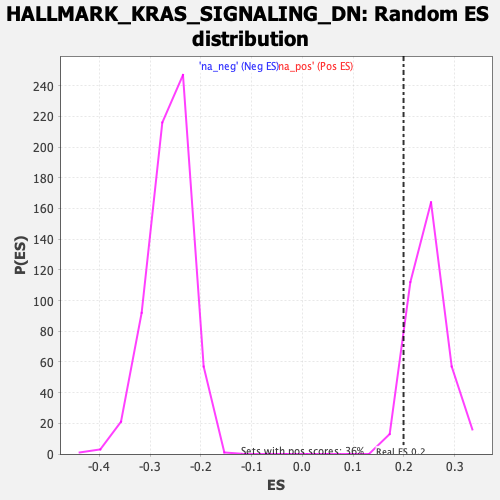 HALLMARK_KRAS_SIGNALING_DN: Random ES
distribution
'na_neg' (Neg ES)na_pos' (Pos ES)
240
220
200
180
160
140
120
100
80
60
40
20
0
P(ES)
Sets with pos scores: 36%
Real ES 0.2
-0.4 -0.3 -0.2 -0.1 0.0 0.1 0.2 0.3
ES